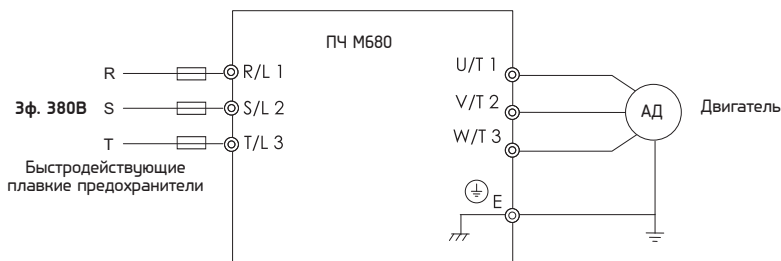 ПЧ М680
R R/L 1 U/T 1
3ф. 380В S S/L 2 V/T 2 АД Двигатель
T T/L 3 W/T 3
Быстродействующие
плавкие предохранители
E